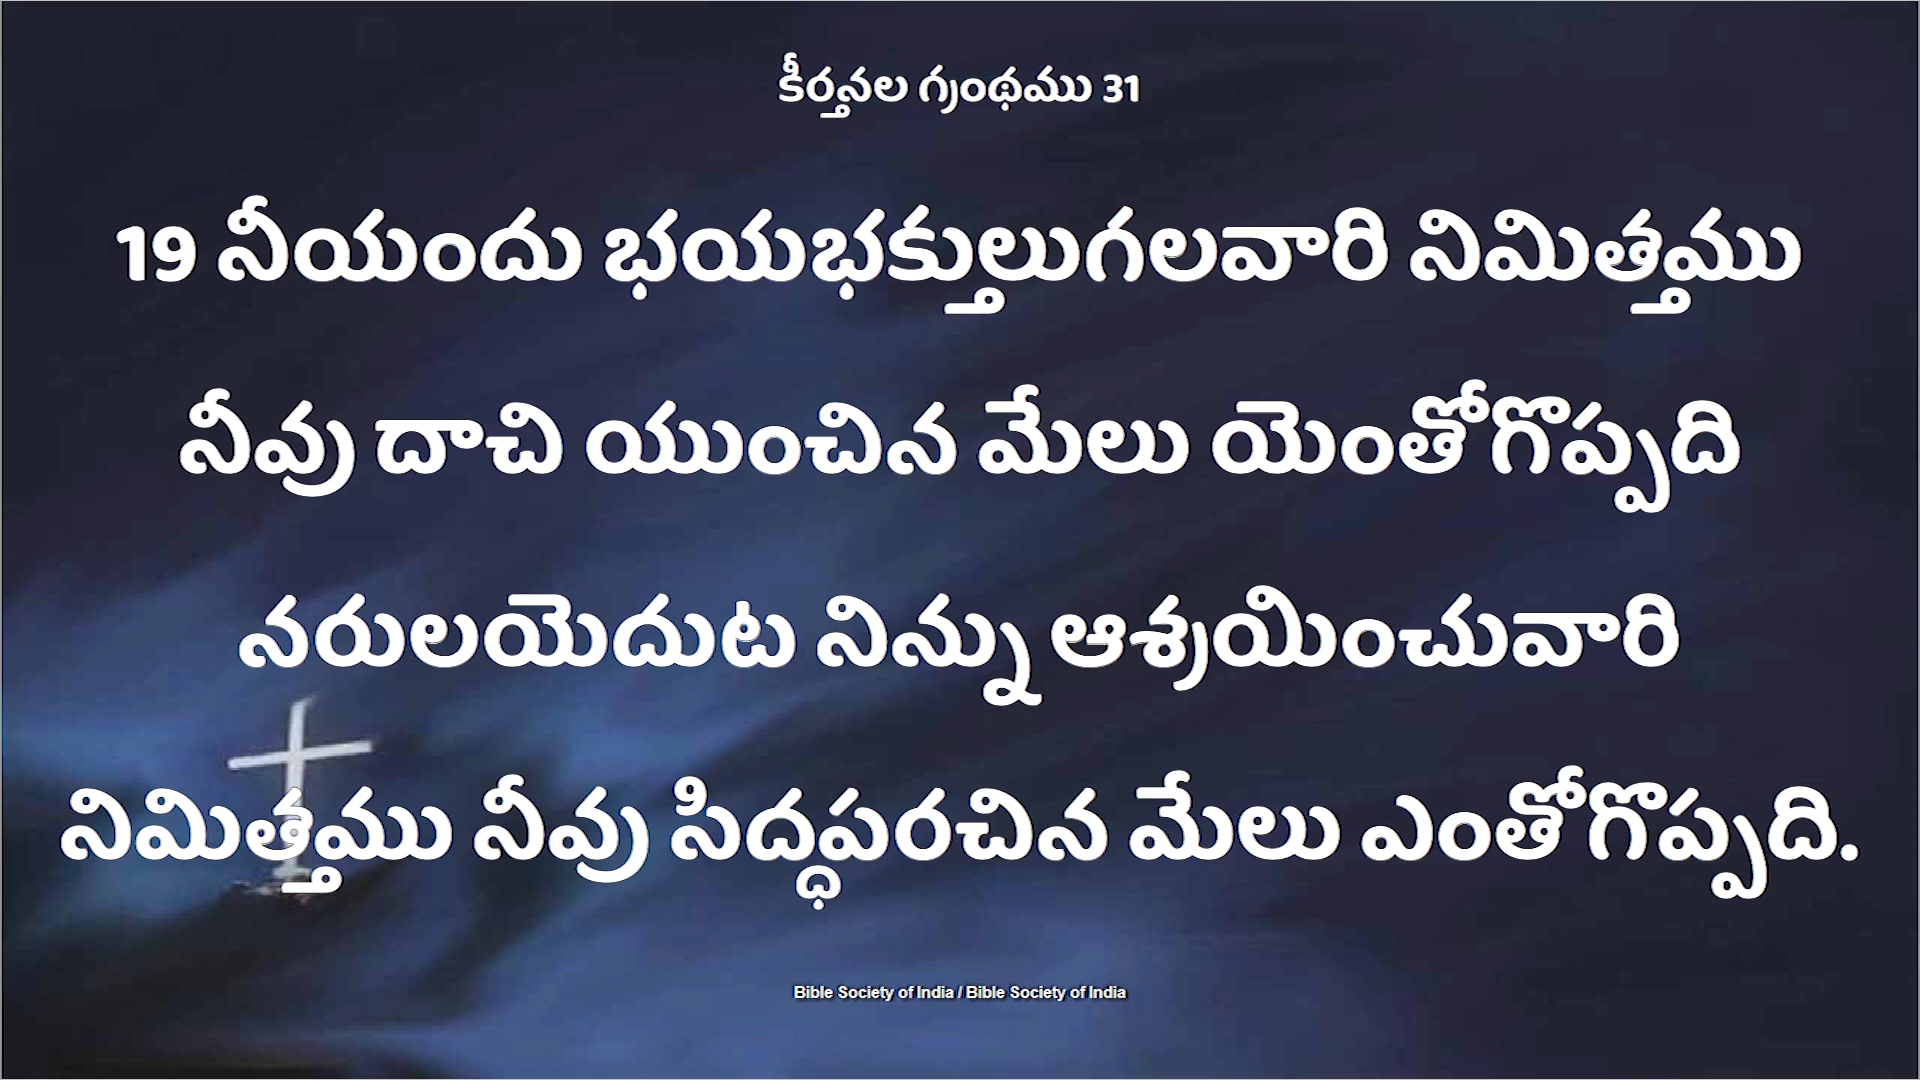 కీర్తనల గ్రంథము 31
19 నీయందు భయభక్తులుగలవారి నిమిత్తము
నీవు దాచి యుంచిన మేలు యెంతోగొప్పది
నరులయెదుట నిన్ను ఆశ్రయించువారి
నిమిత్తము నీవు సిద్ధపరచిన మేలు ఎంతోగొప్పది.
Bible Society of India / Bible Society of India